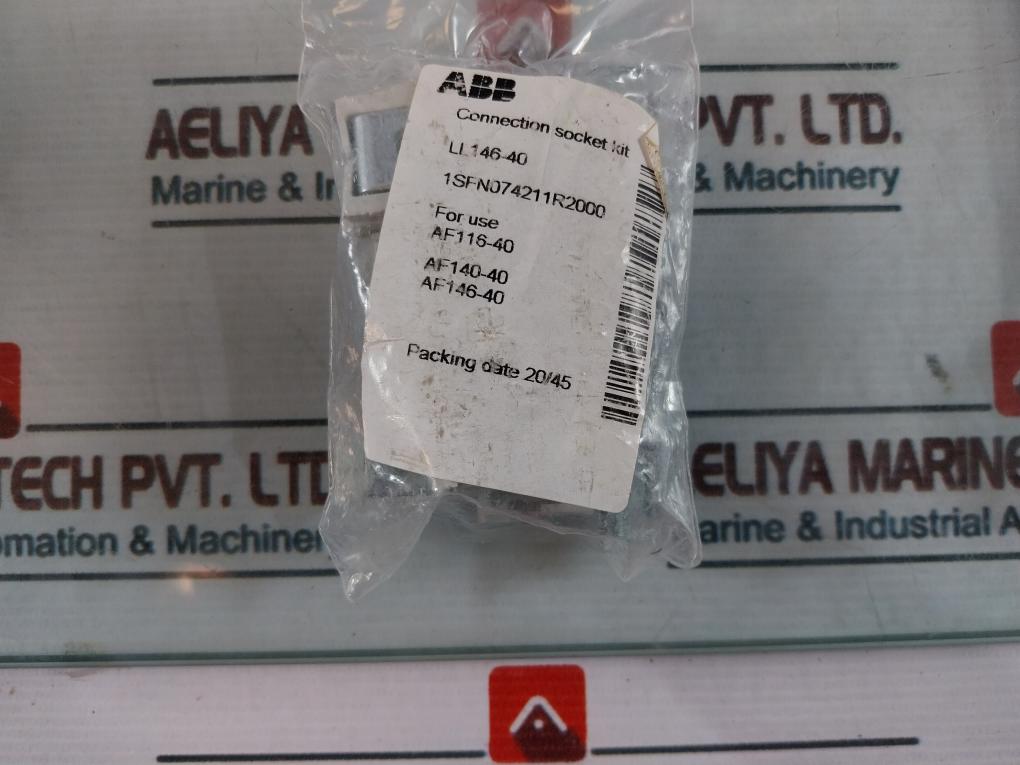 AELIYA PVT. LTD.
Marine & In & Machinery
ABB
Connection socket kit
LL146-40
1SFN074211R2000
For use
AF116-40
AF140-40
AF146-40
Packing date 20/45
TECH PVT. LTD
omation & Machiner
ELIYA MARINE
arine & Industrial A